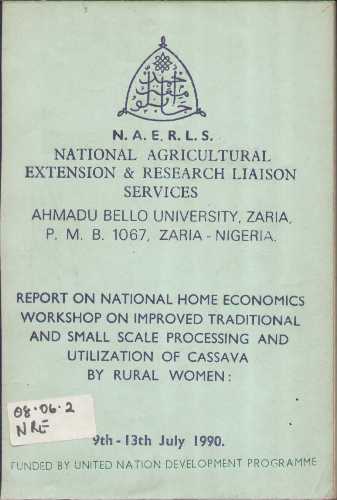 N. A. E. R. L. S.
NATIONAL AGRICULTURAL
EXTENSION & RESEARCH LIAISON
SERVICES
AHMADU BELLO UNIVERSITY, ZARIA,
P. M. B. 1067, ZARIA - NIGERIA.
REPORT ON NATIONAL HOME ECONOMICS
WORKSHOP ON IMPROVED TRADITIONAL
AND SMALL SCALE PROCESSING AND
UTILIZATION OF CASSAVA
BY RURAL WOMEN:
08.06.2
NRE
9th - 13th July 1990.
FUNDED BY UNITED NATION DEVELOPMENT PROGRAMME